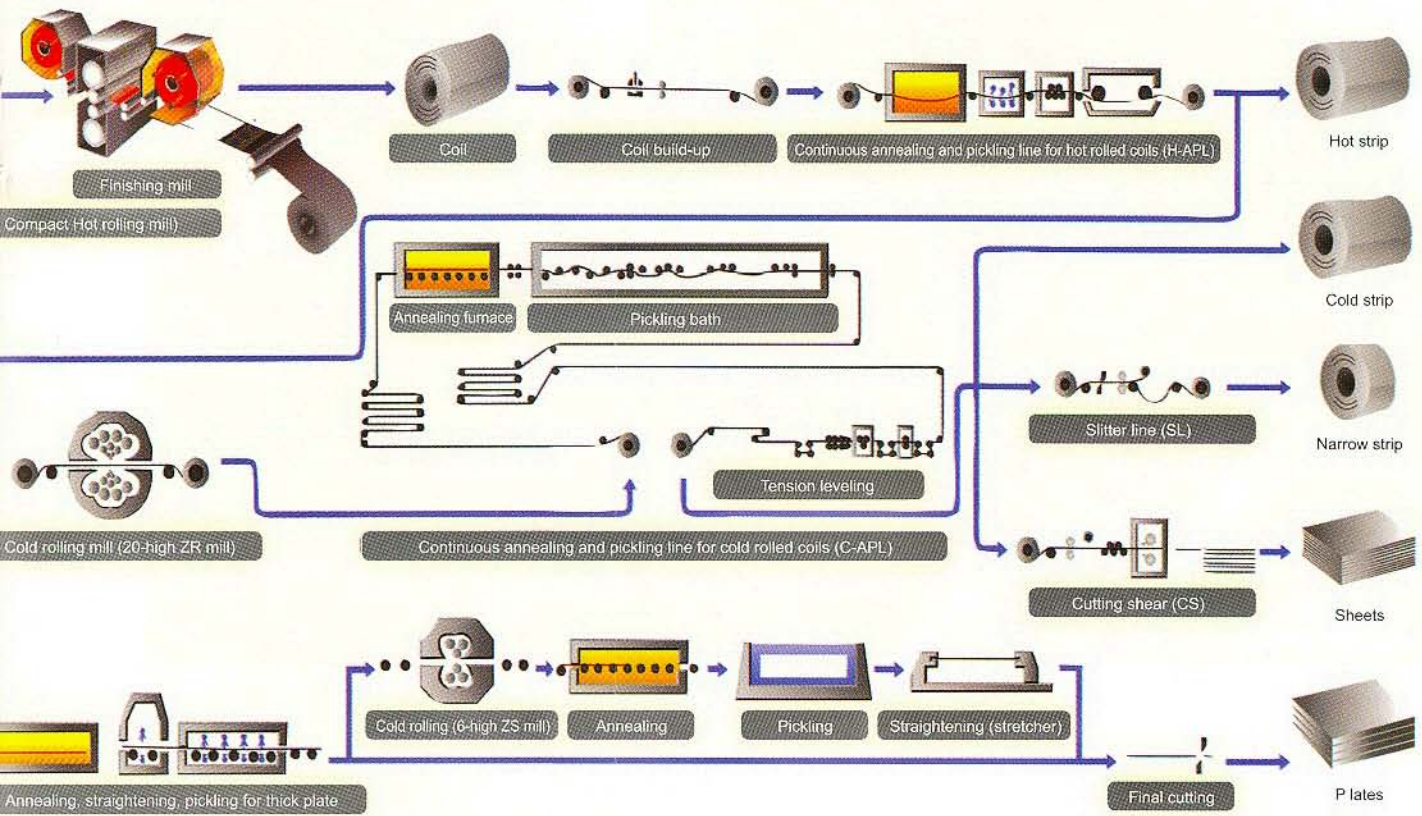 Finishing mill
Compact Hot rolling mill)
Coil
Coil build-up
Continuous annealing and pickling line for hot rolled coils (H-APL)
Hot strip
Annealing furnace
Pickling bath
Cold strip
Slitter line (SL)
Narrow strip
Tension leveling
Cold rolling mill (20-high ZR mill)
Continuous annealing and pickling line for cold rolled coils (C-APL)
Cutting shear (CS)
Sheets
Cold rolling (6-high ZS mill)
Annealing
Pickling
Straightening (stretcher)
Annealing, straightening, pickling for thick plate
Final cutting
P lates